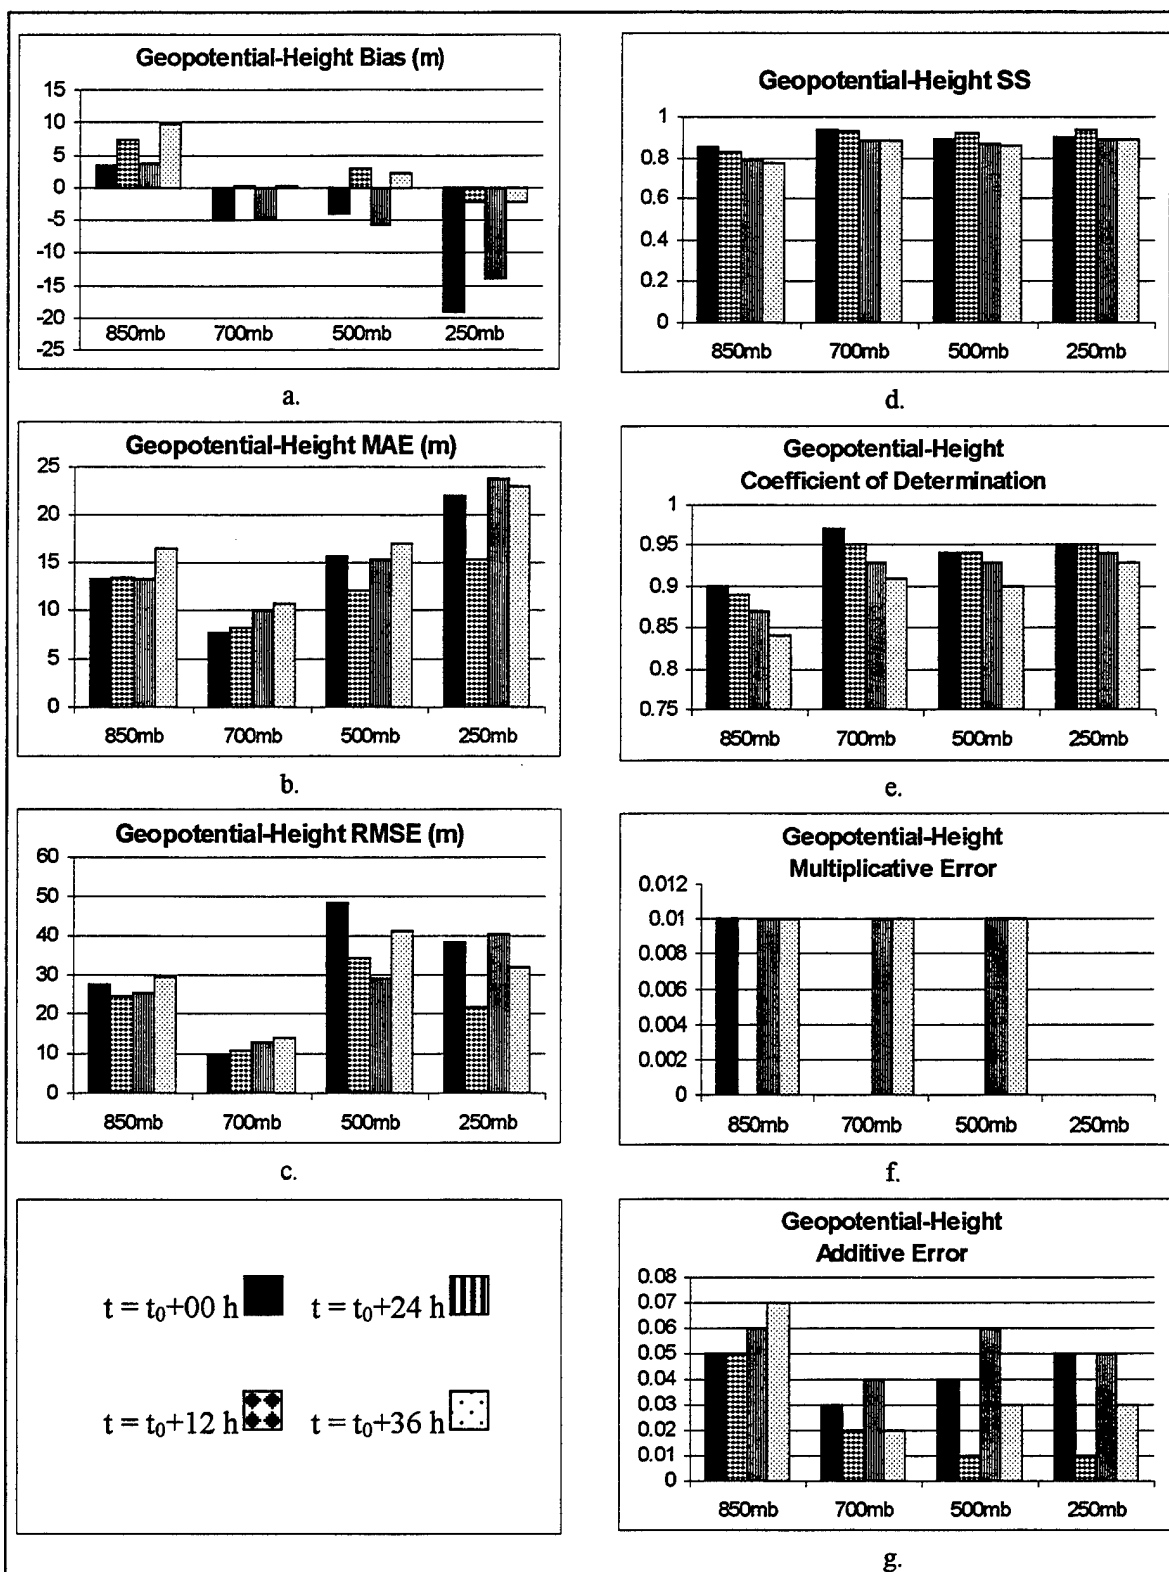 Geopotential-Height Bias (m)
15
10
5
0
-5
-10
-15
-20
-25
850mb 700mb 500mb 250mb
a.
Geopotential-Height MAE (m)
25
20
15
10
5
0
850mb 700mb 500mb 250mb
b.
Geopotential-Height RMSE (m)
60
50
40
30
20
10
0
850mb 700mb 500mb 250mb
c.
t = t₀+00 h t = t₀+24 h
t = t₀+12 h t = t₀+36 h
Geopotential-Height SS
1
0.8
0.6
0.4
0.2
0
850mb 700mb 500mb 250mb
d.
Geopotential-Height
Coefficient of Determination
1
0.95
0.9
0.85
0.8
0.75
850mb 700mb 500mb 250mb
e.
Geopotential-Height
Multiplicative Error
0.012
0.01
0.008
0.006
0.004
0.002
0
850mb 700mb 500mb 250mb
f.
Geopotential-Height
Additive Error
0.08
0.07
0.06
0.05
0.04
0.03
0.02
0.01
0
850mb 700mb 500mb 250mb
g.